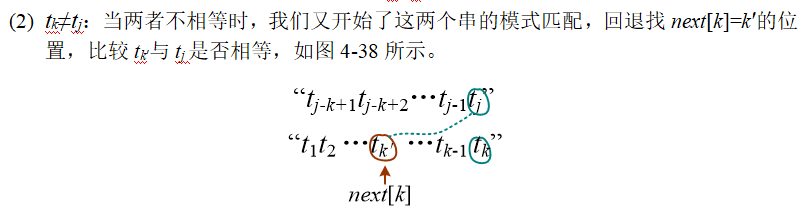 (2) tk≠tj：当两者不相等时，我们又开始了这两个串的模式匹配，回退找 next[k]=k′的位
置，比较 tk′与 tj 是否相等，如图 4-38 所示。
“tj-k+1tj-k+2…tj-1tj”
“t1t2 …tk′ …tk-1tk”
next[k]